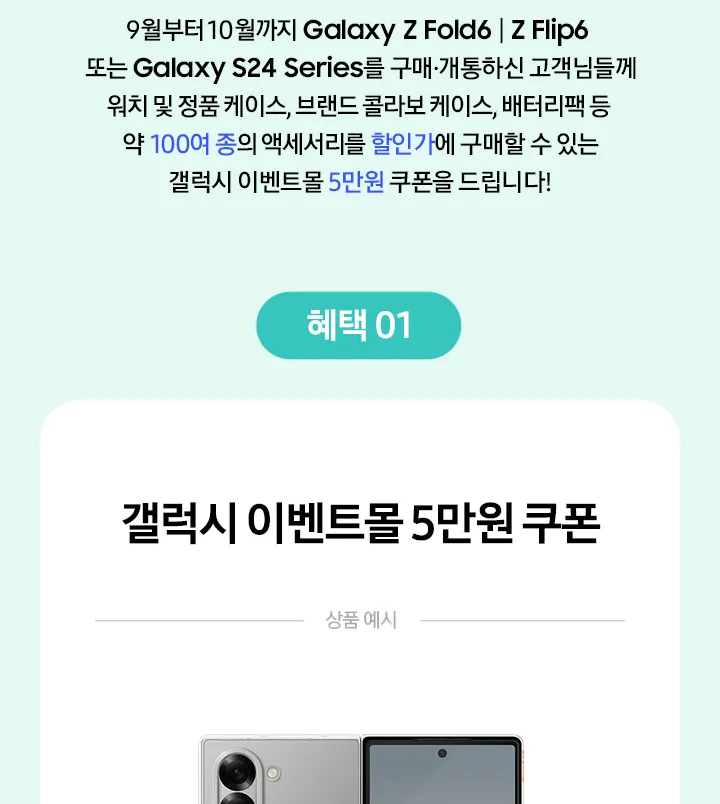 9월부터 10월까지 Galaxy Z Fold6 | Z Flip6
또는 Galaxy S24 Series를 구매·개통하신 고객님들께
워치 및 정품 케이스, 브랜드 콜라보 케이스, 배터리팩 등
약 100여 종의 액세서리를 할인가에 구매할 수 있는
갤럭시 이벤트몰 5만원 쿠폰을 드립니다!
혜택 01
갤럭시 이벤트몰 5만원 쿠폰
상품 예시